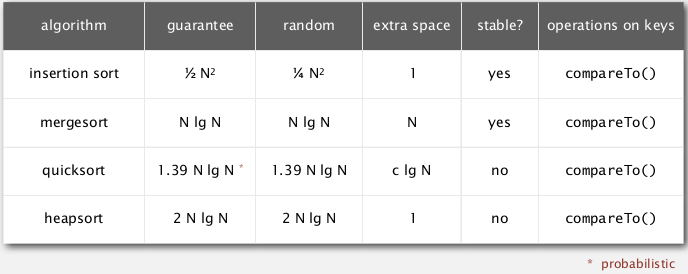 algorithm guarantee random extra space stable? operations on keys
insertion sort ½ N² ¼ N² 1 yes compareTo()
mergesort N lg N N lg N N yes compareTo()
quicksort 1.39 N lg N * 1.39 N lg N c lg N no compareTo()
heapsort 2 N lg N 2 N lg N 1 no compareTo()
* probabilistic